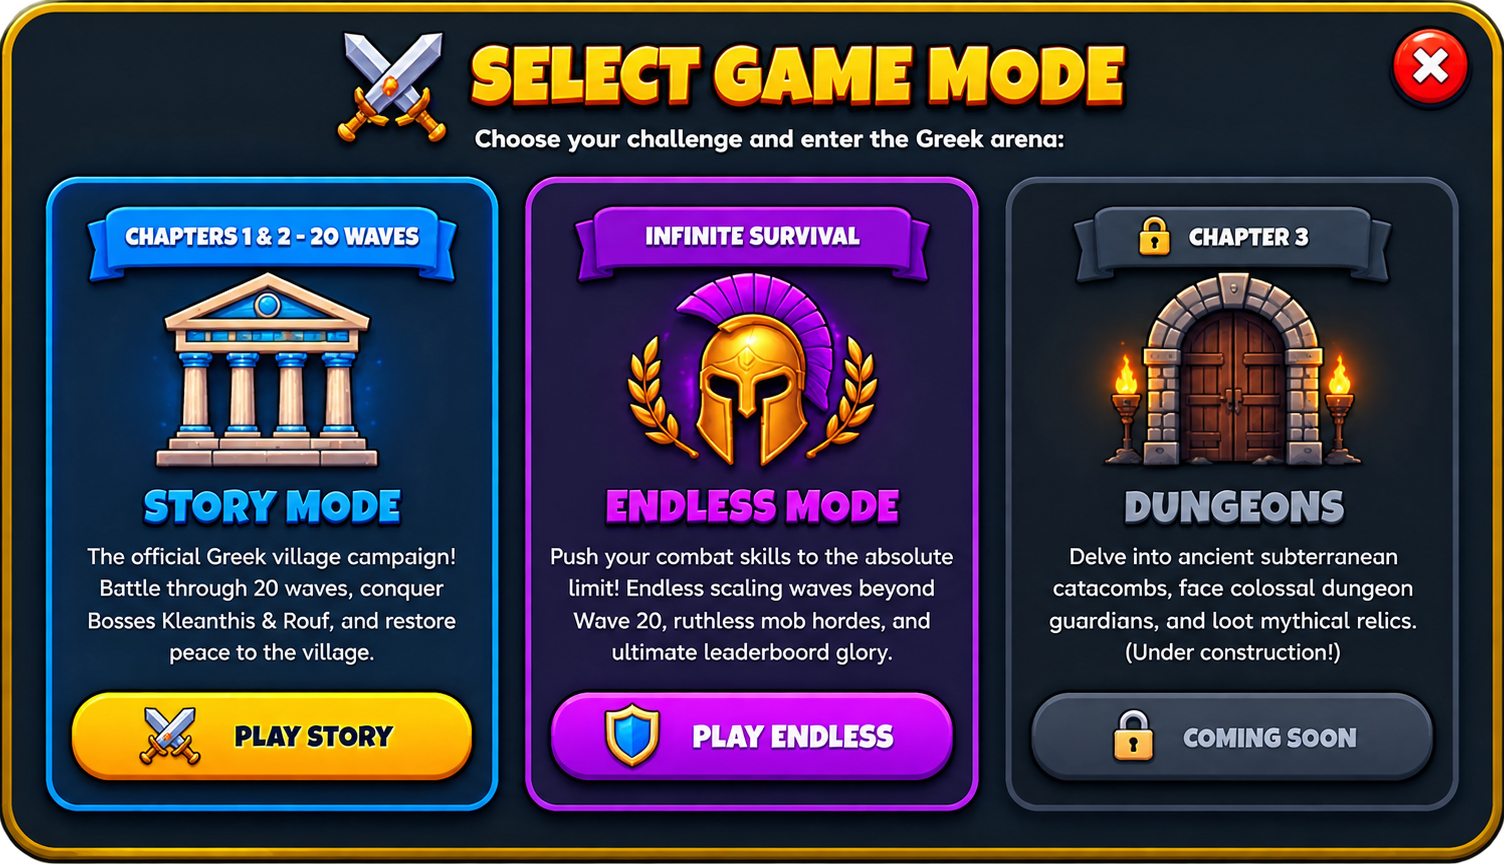 SELECT GAME MODE
Choose your challenge and enter the Greek arena:
CHAPTERS 1 & 2 - 20 WAVES
STORY MODE
The official Greek village campaign!
Battle through 20 waves, conquer
Bosses Kleanthis & Rouf, and restore
peace to the village.
PLAY STORY
INFINITE SURVIVAL
ENDLESS MODE
Push your combat skills to the absolute
limit! Endless scaling waves beyond
Wave 20, ruthless mob hordes, and
ultimate leaderboord glory.
PLAY ENDLESS
CHAPTER 3
DUNGEONS
Delve into ancient subterranean
catacombs, face colossal dungeon
guardians, and loot mythical relics.
(Under construction!)
COMING SOON